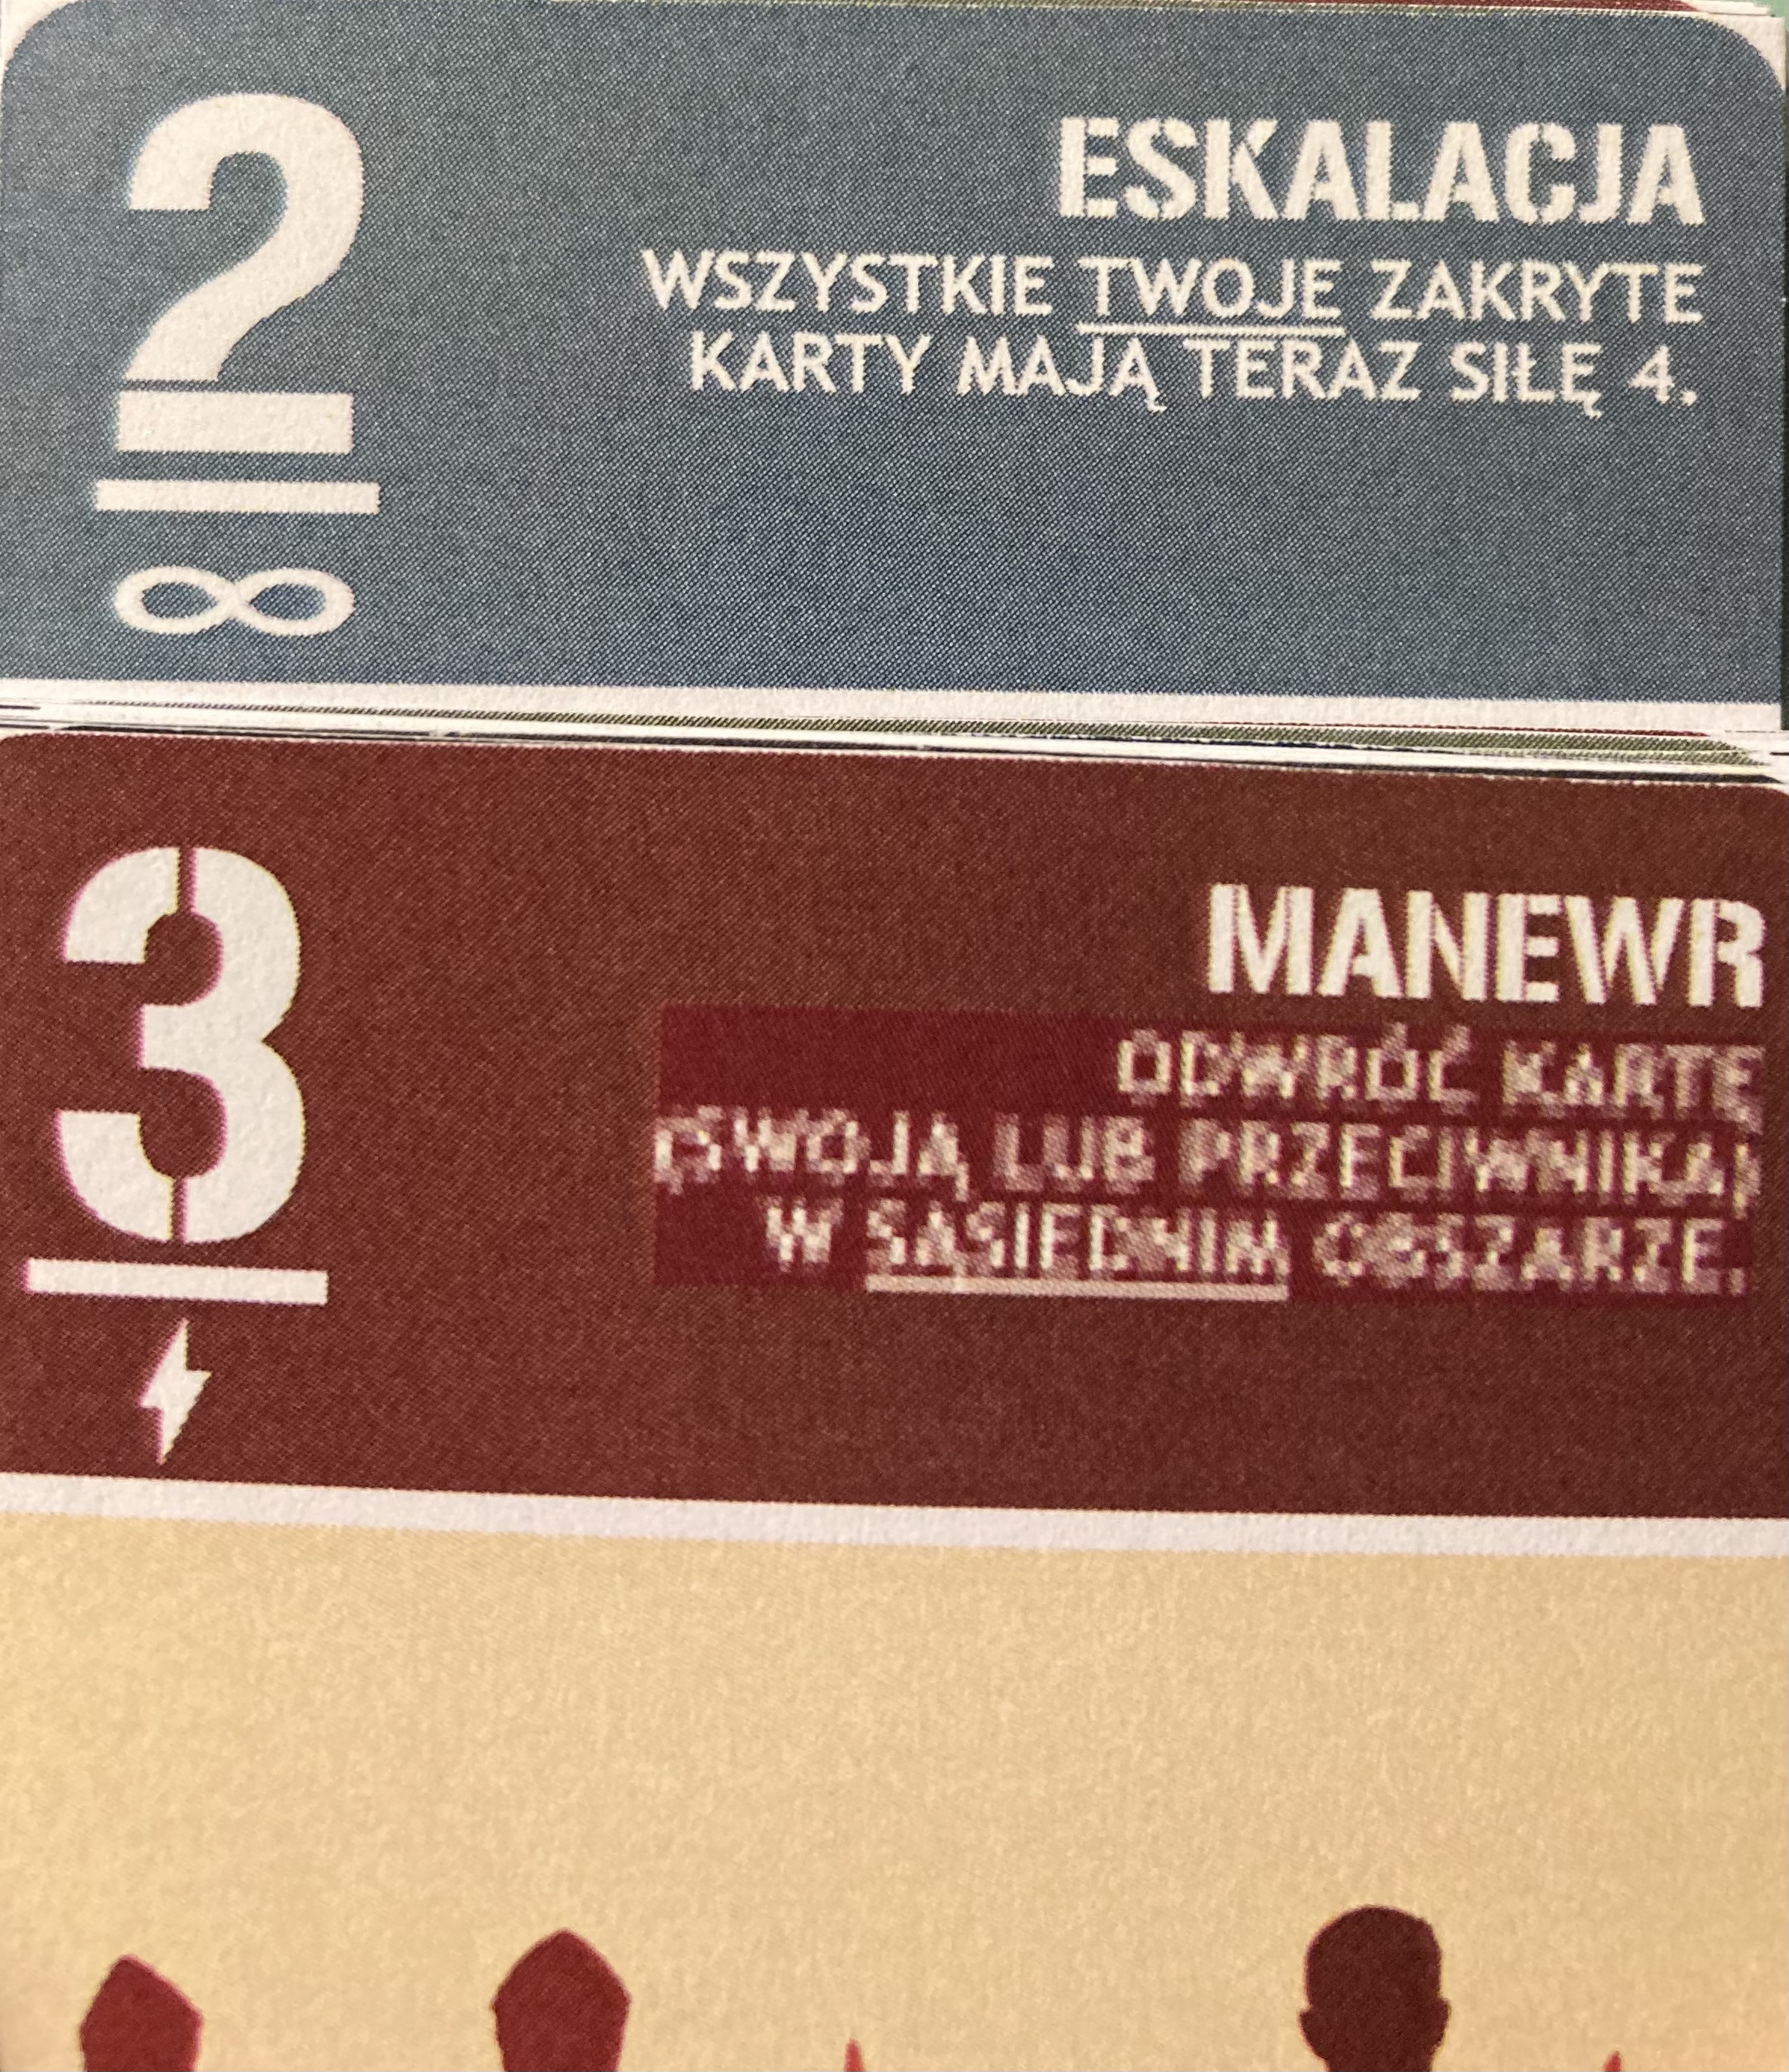 2
ESKALACJA
WSZYSTKIE TWOJE ZAKRYTE
KARTY MAJĄ TERAZ SIŁĘ 4.
∞
3
MANEWR
ODWRÓĆ KARTĘ
(SWOJĄ LUB PRZECIWNIKA)
W SĄSIEDNIM OBSZARZE.